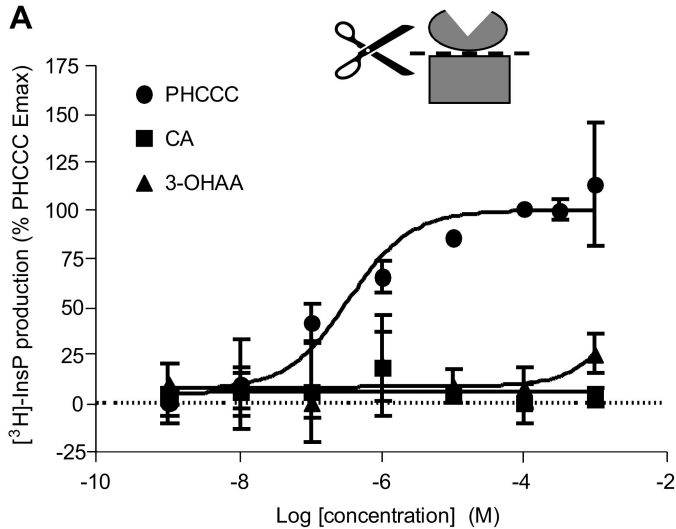 A
175
150
125
100
75
50
25
0
-25
[³H]-InsP production (% PHCCC Emax)
PHCCC
CA
3-OHAA
-10
-8
-6
-4
-2
Log [concentration] (M)